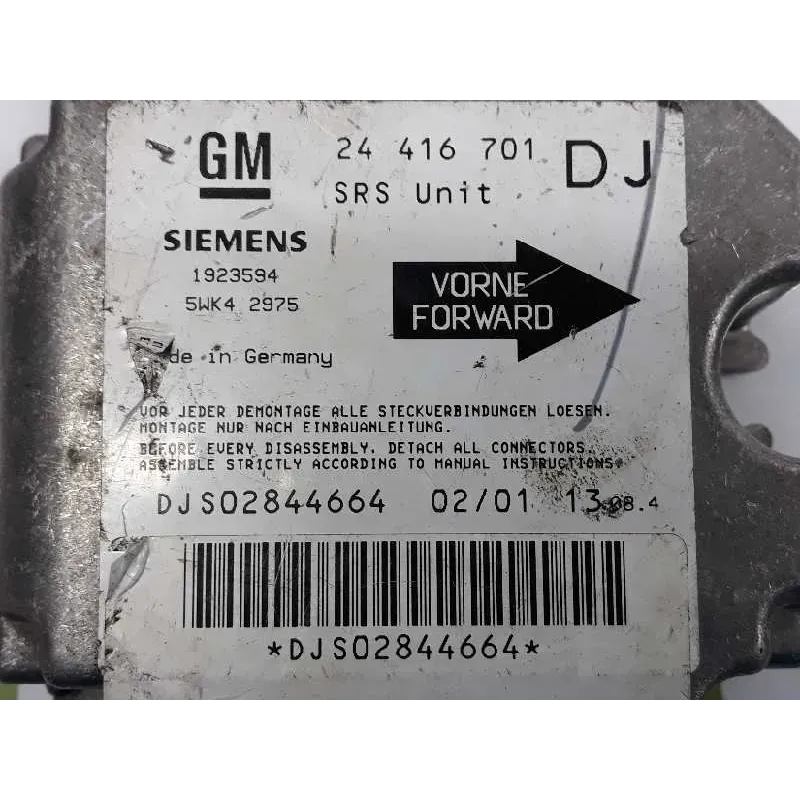 GM 24 416 701 DJ
SRS Unit
SIEMENS
1923594
5WK4 2975
VORNE
FORWARD
in Germany
VOR JEDER DEMONTAGE ALLE STECKVERBINDUNGEN LOESEN.
MONTAGE NUR NACH EINBAUANLEITUNG.
BEFORE EVERY DISASSEMBLY, DETACH ALL CONNECTORS.
ASSEMBLE STRICTLY ACCORDING TO MANUAL INSTRUCTIONS.
DJS02844664 02/01 13 08.4
*DJS02844664*